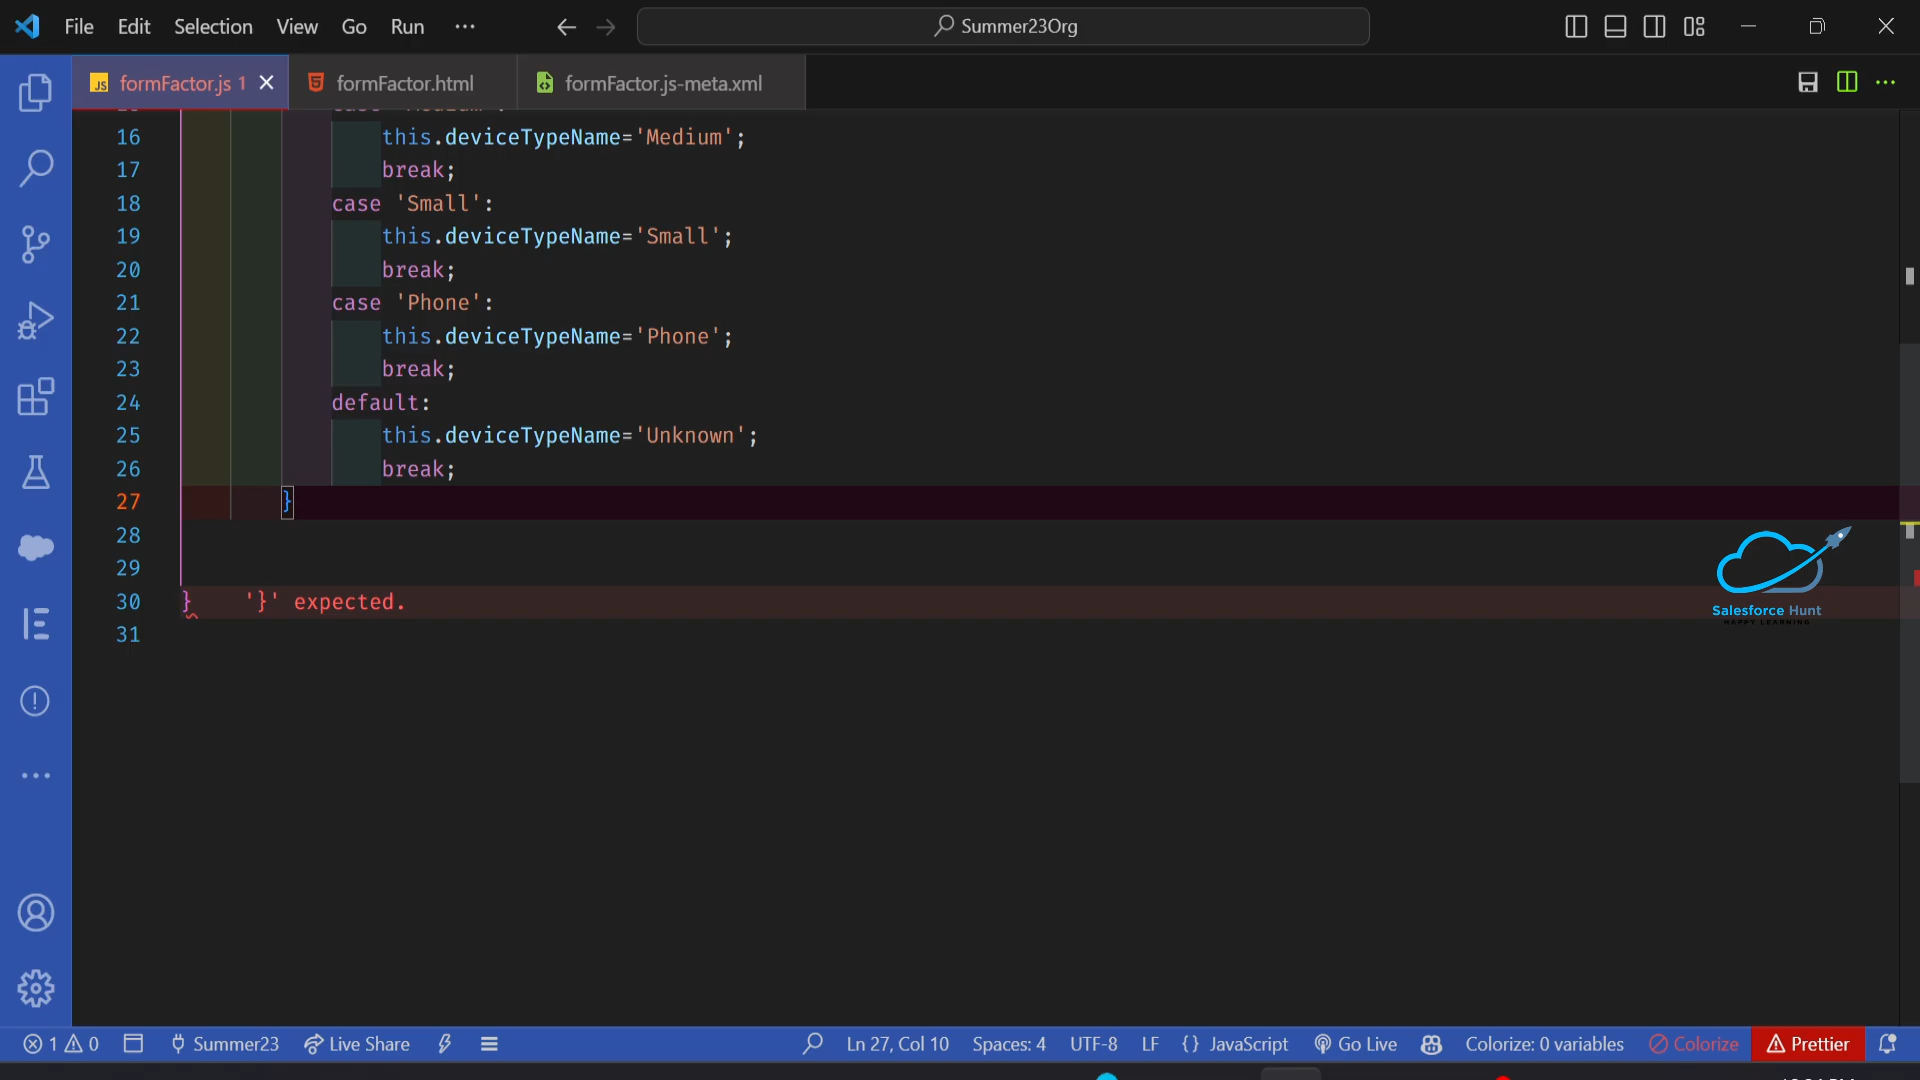 File Edit Selection View Go Run ··· Summer23Org
JS formFactor.js 1 formFactor.html formFactor.js-meta.xml
16 this.deviceTypeName='Medium';
17 break;
18 case 'Small':
19 this.deviceTypeName='Small';
20 break;
21 case 'Phone':
22 this.deviceTypeName='Phone';
23 break;
24 default:
25 this.deviceTypeName='Unknown';
26 break;
27 }
28
29
30 } '}' expected.
31
Salesforce Hunt
HAPPY LEARNING
1 0 Summer23 Live Share Ln 27, Col 10 Spaces: 4 UTF-8 LF {} JavaScript Go Live Colorize: 0 variables Colorize Prettier